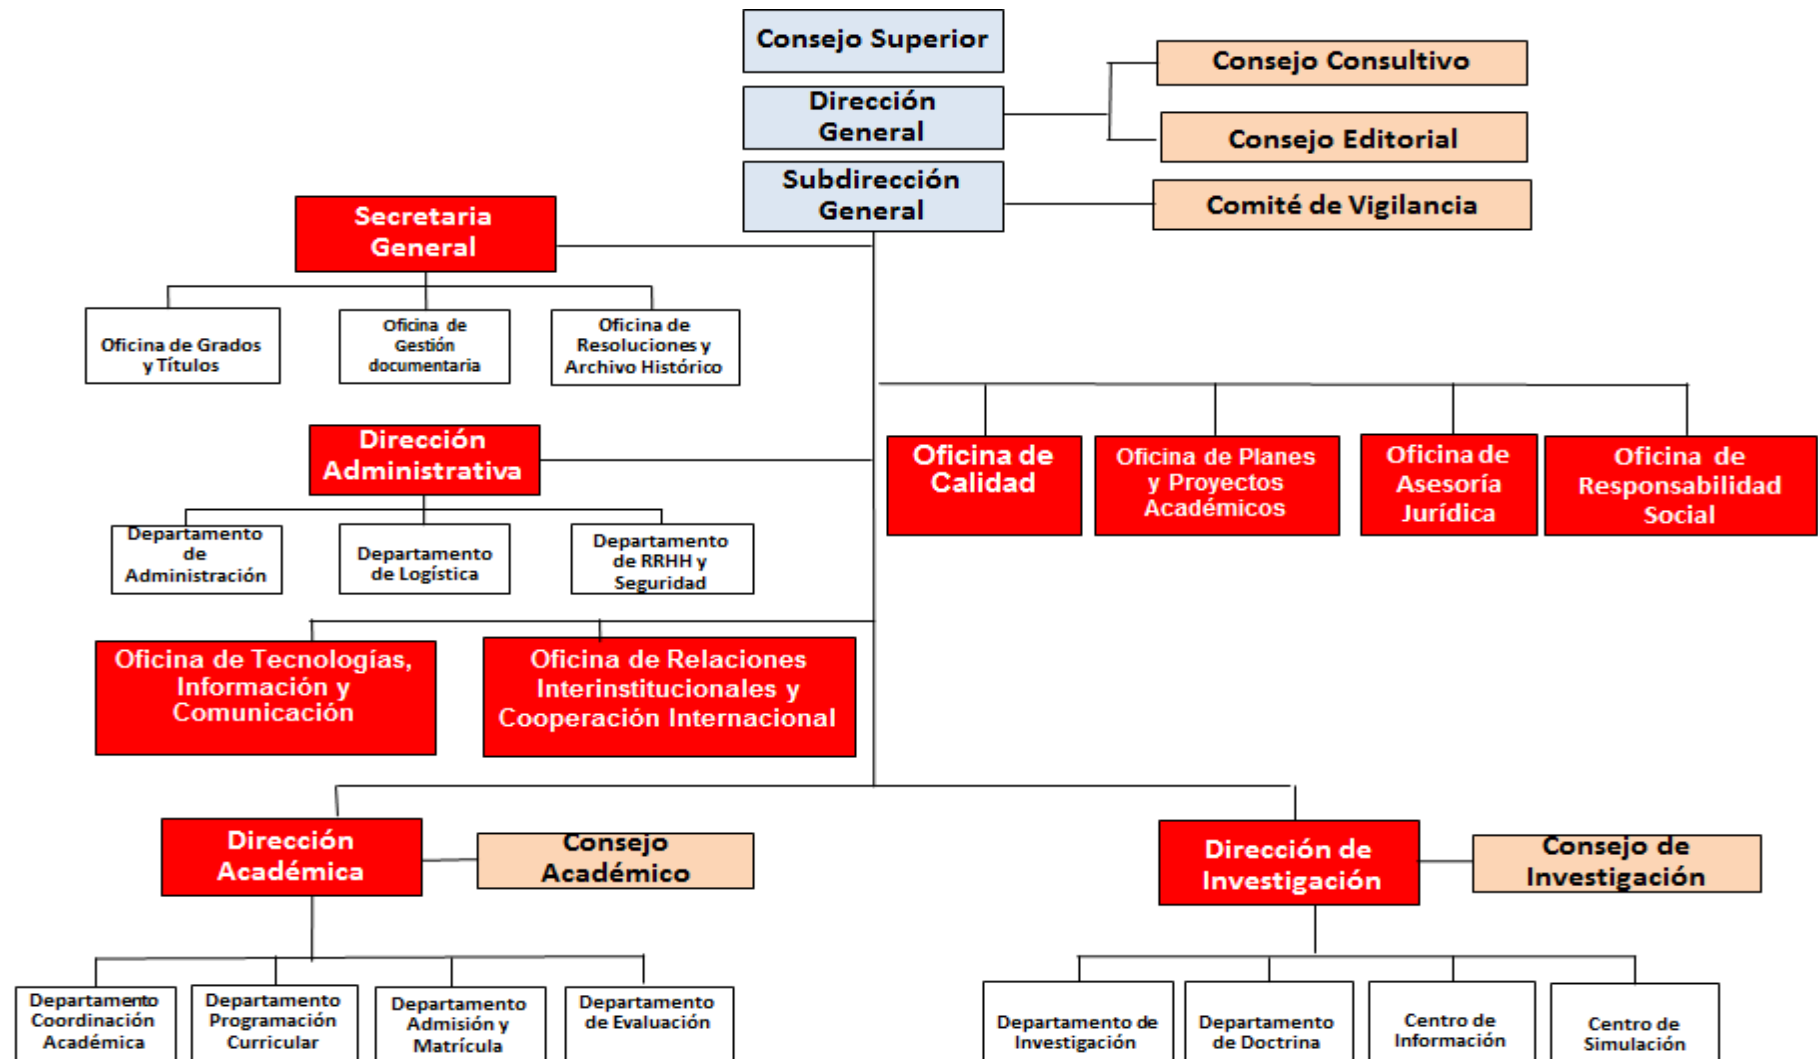 Consejo Superior
Consejo Consultivo
Dirección
General
Consejo Editorial
Subdirección
General
Comité de Vigilancia
Secretaria
General
Oficina de Grados
y Títulos
Oficina de
Gestión
documentaria
Oficina de
Resoluciones y
Archivo Histórico
Dirección
Administrativa
Oficina de
Calidad
Oficina de Planes
y Proyectos
Académicos
Oficina de
Asesoría
Jurídica
Oficina de
Responsabilidad
Social
Departamento
de
Administración
Departamento
de Logística
Departamento
de RRHH y
Seguridad
Oficina de Tecnologías,
Información y
Comunicación
Oficina de Relaciones
Interinstitucionales y
Cooperación Internacional
Dirección
Académica
Consejo
Académico
Dirección de
Investigación
Consejo de
Investigación
Departamento
Coordinación
Académica
Departamento
Programación
Curricular
Departamento
Admisión y
Matrícula
Departamento
de Evaluación
Departamento de
Investigación
Departamento
de Doctrina
Centro de
Información
Centro de
Simulación